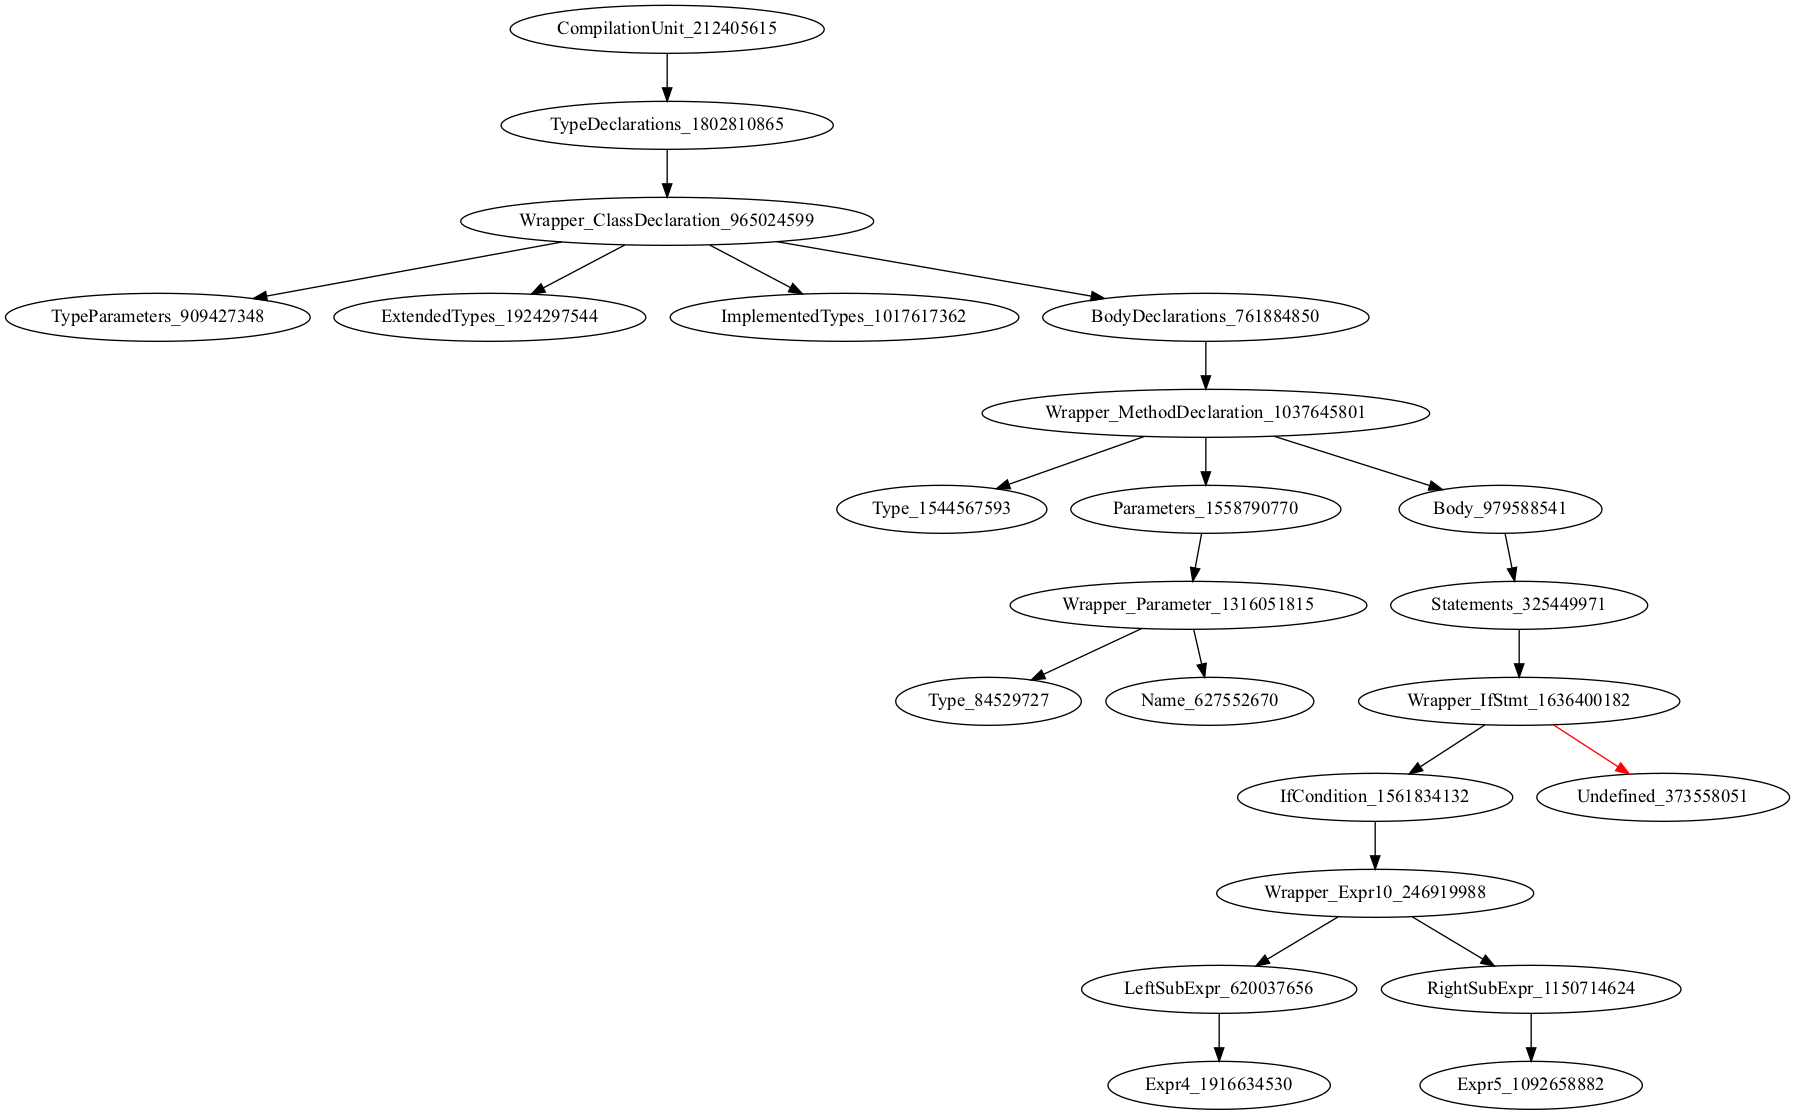 CompilationUnit_212405615
TypeDeclarations_1802810865
Wrapper_ClassDeclaration_965024599
TypeParameters_909427348
ExtendedTypes_1924297544
ImplementedTypes_1017617362
BodyDeclarations_761884850
Wrapper_MethodDeclaration_1037645801
Type_1544567593
Parameters_1558790770
Body_979588541
Wrapper_Parameter_1316051815
Statements_325449971
Type_84529727
Name_627552670
Wrapper_IfStmt_1636400182
IfCondition_1561834132
Undefined_373558051
Wrapper_Expr10_246919988
LeftSubExpr_620037656
RightSubExpr_1150714624
Expr4_1916634530
Expr5_1092658882